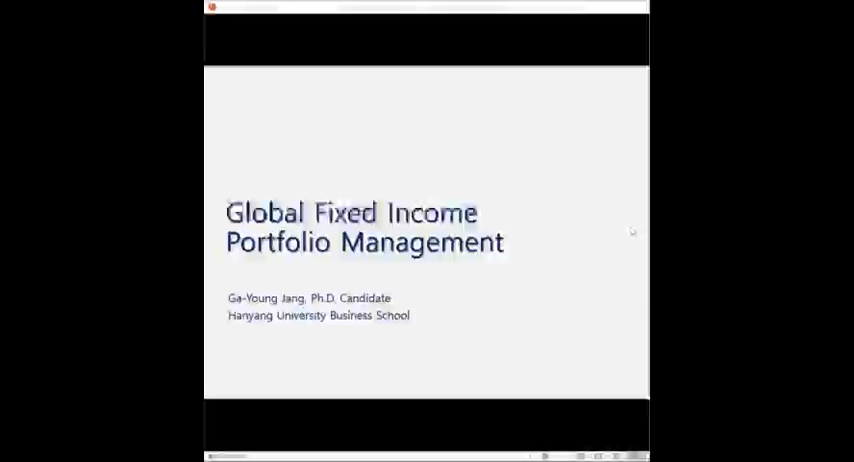 Global Fixed Income
Portfolio Management
Ga-Young Jang, Ph.D. Candidate
Hanyang University Business School